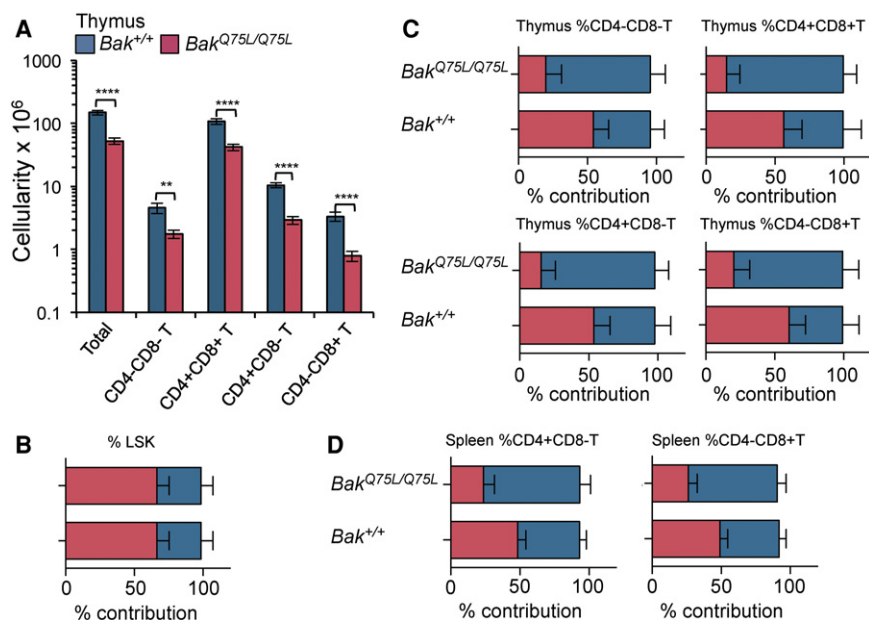 A
Thymus
Bak+/+ BakQ75L/Q75L
Cellularity x 10^6
1000
100
10
1
0.1
****
**
****
****
****
Total
CD4-CD8- T
CD4+CD8+ T
CD4+CD8- T
CD4-CD8+ T
B
% LSK
0 50 100
% contribution
C
Thymus %CD4-CD8-T
Thymus %CD4+CD8+T
BakQ75L/Q75L
Bak+/+
0 50 100
0 50 100
% contribution
% contribution
Thymus %CD4+CD8-T
Thymus %CD4-CD8+T
BakQ75L/Q75L
Bak+/+
0 50 100
0 50 100
% contribution
% contribution
D
Spleen %CD4+CD8-T
Spleen %CD4-CD8+T
BakQ75L/Q75L
Bak+/+
0 50 100
0 50 100
% contribution
% contribution